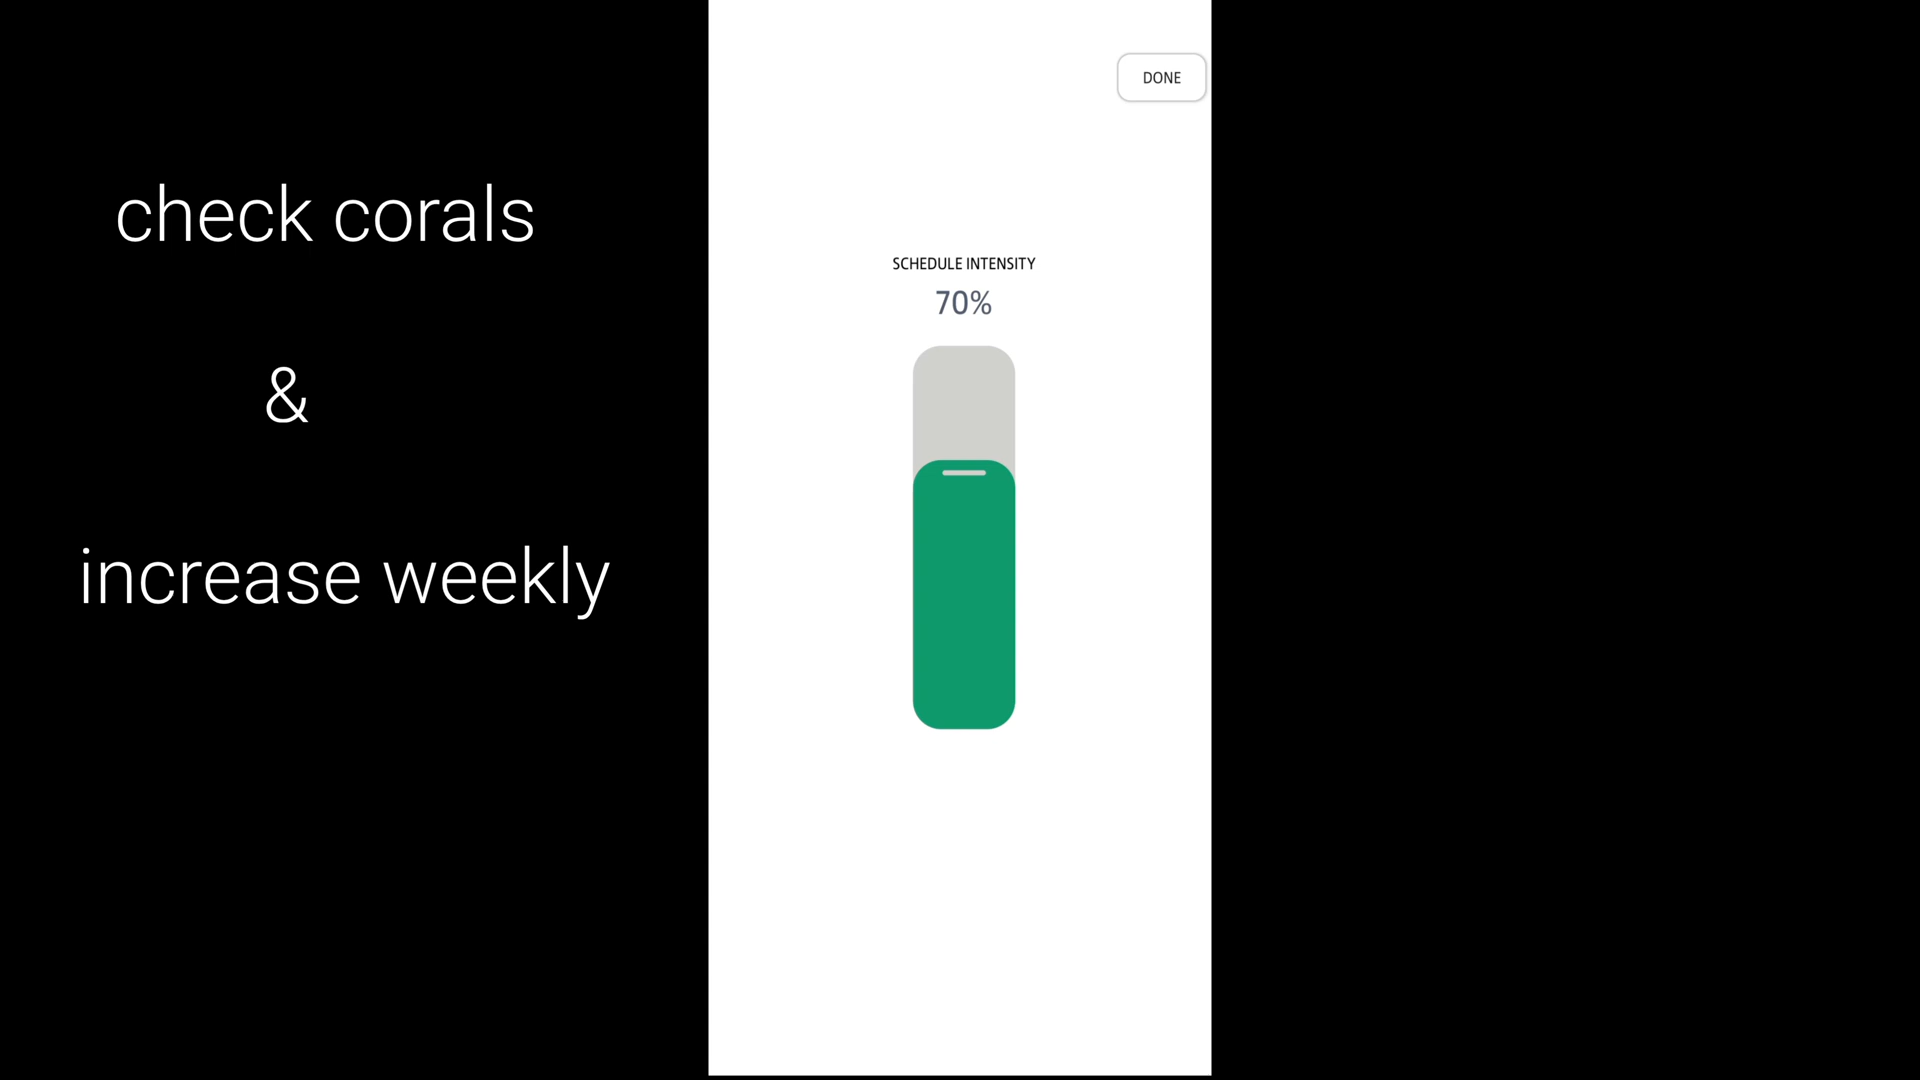 check corals
&
increase weekly
DONE
SCHEDULE INTENSITY
70%